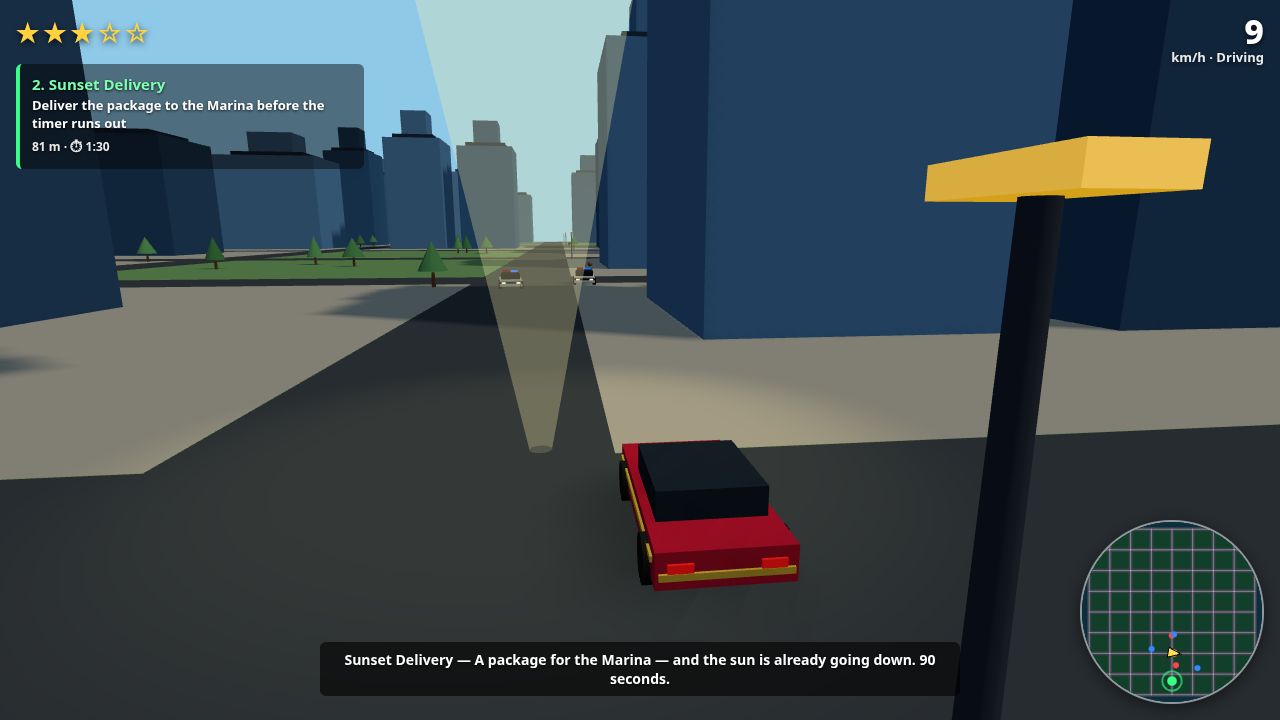 ★★★☆☆
9
km/h · Driving
2. Sunset Delivery
Deliver the package to the Marina before the
timer runs out
81 m · ⏱ 1:30
Sunset Delivery — A package for the Marina — and the sun is already going down. 90
seconds.